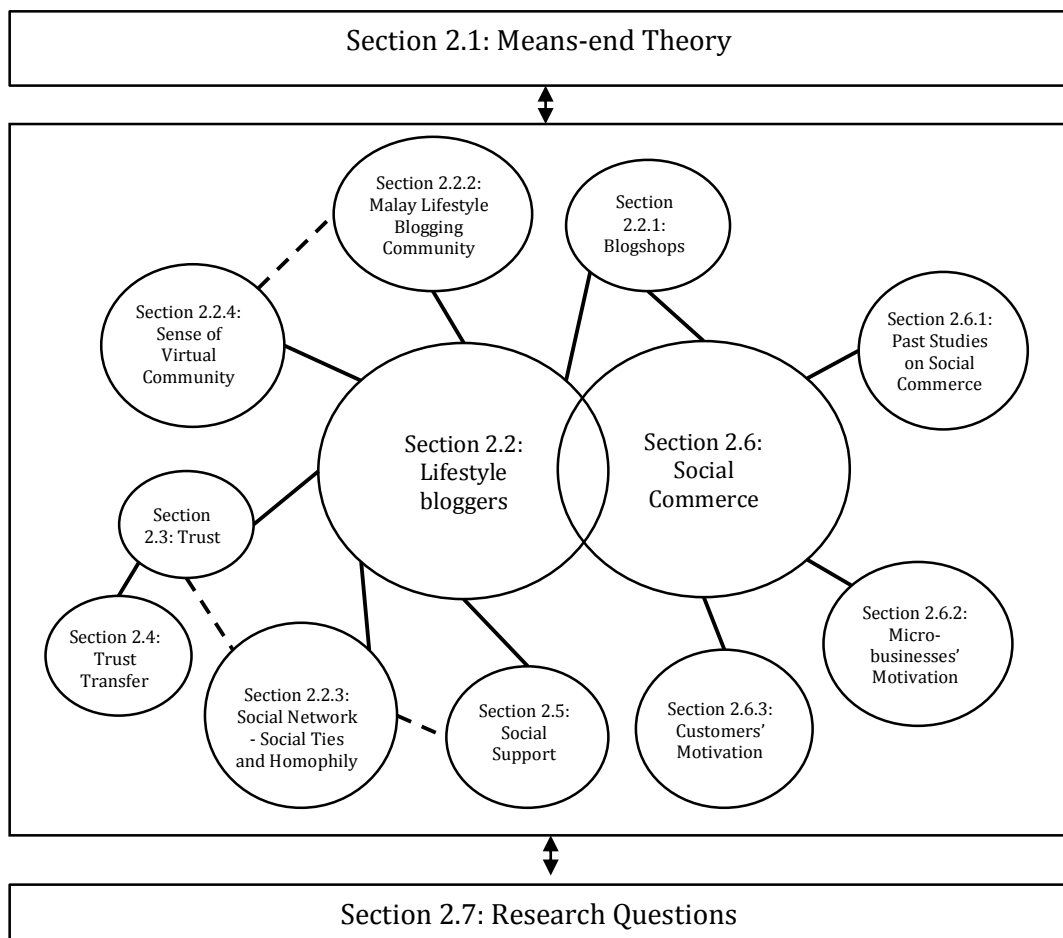 Section 2.1: Means-end Theory
Section 2.2.2:
Malay Lifestyle
Blogging
Community
Section
2.2.1:
Blogshops
Section 2.2.4:
Sense of
Virtual
Community
Section 2.6.1:
Past Studies
on Social
Commerce
Section 2.2:
Lifestyle
bloggers
Section 2.6:
Social
Commerce
Section
2.3: Trust
Section 2.4:
Trust
Transfer
Section 2.2.3:
Social Network
- Social Ties
and Homophily
Section 2.5:
Social
Support
Section 2.6.3:
Customers’
Motivation
Section 2.6.2:
Micro-
businesses’
Motivation
Section 2.7: Research Questions